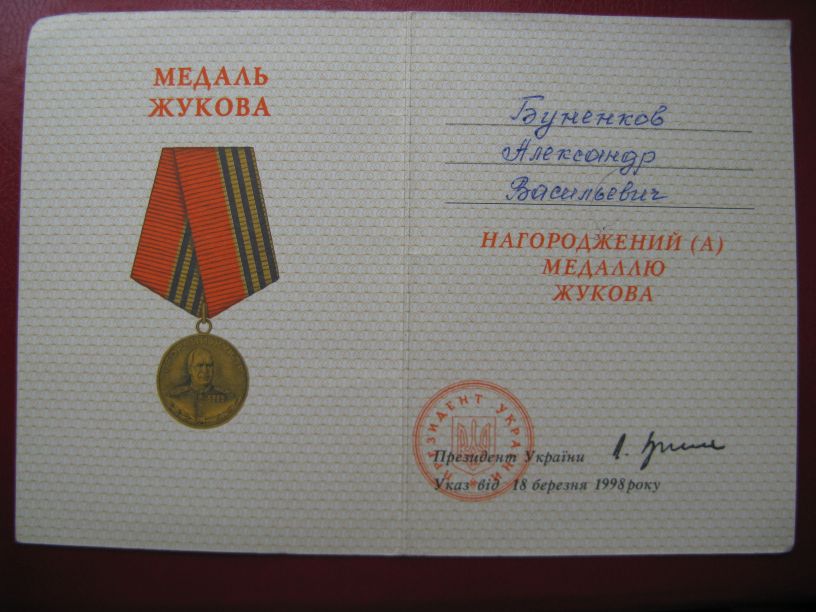 МЕДАЛЬ
ЖУКОВА
Буненков
Александр
Васильевич
НАГОРОДЖЕНИЙ (А)
МЕДАЛЛЮ
ЖУКОВА
ПРЕЗИДЕНТ УКРАЇНИ
Президент України
Указ від 18 березня 1998 року